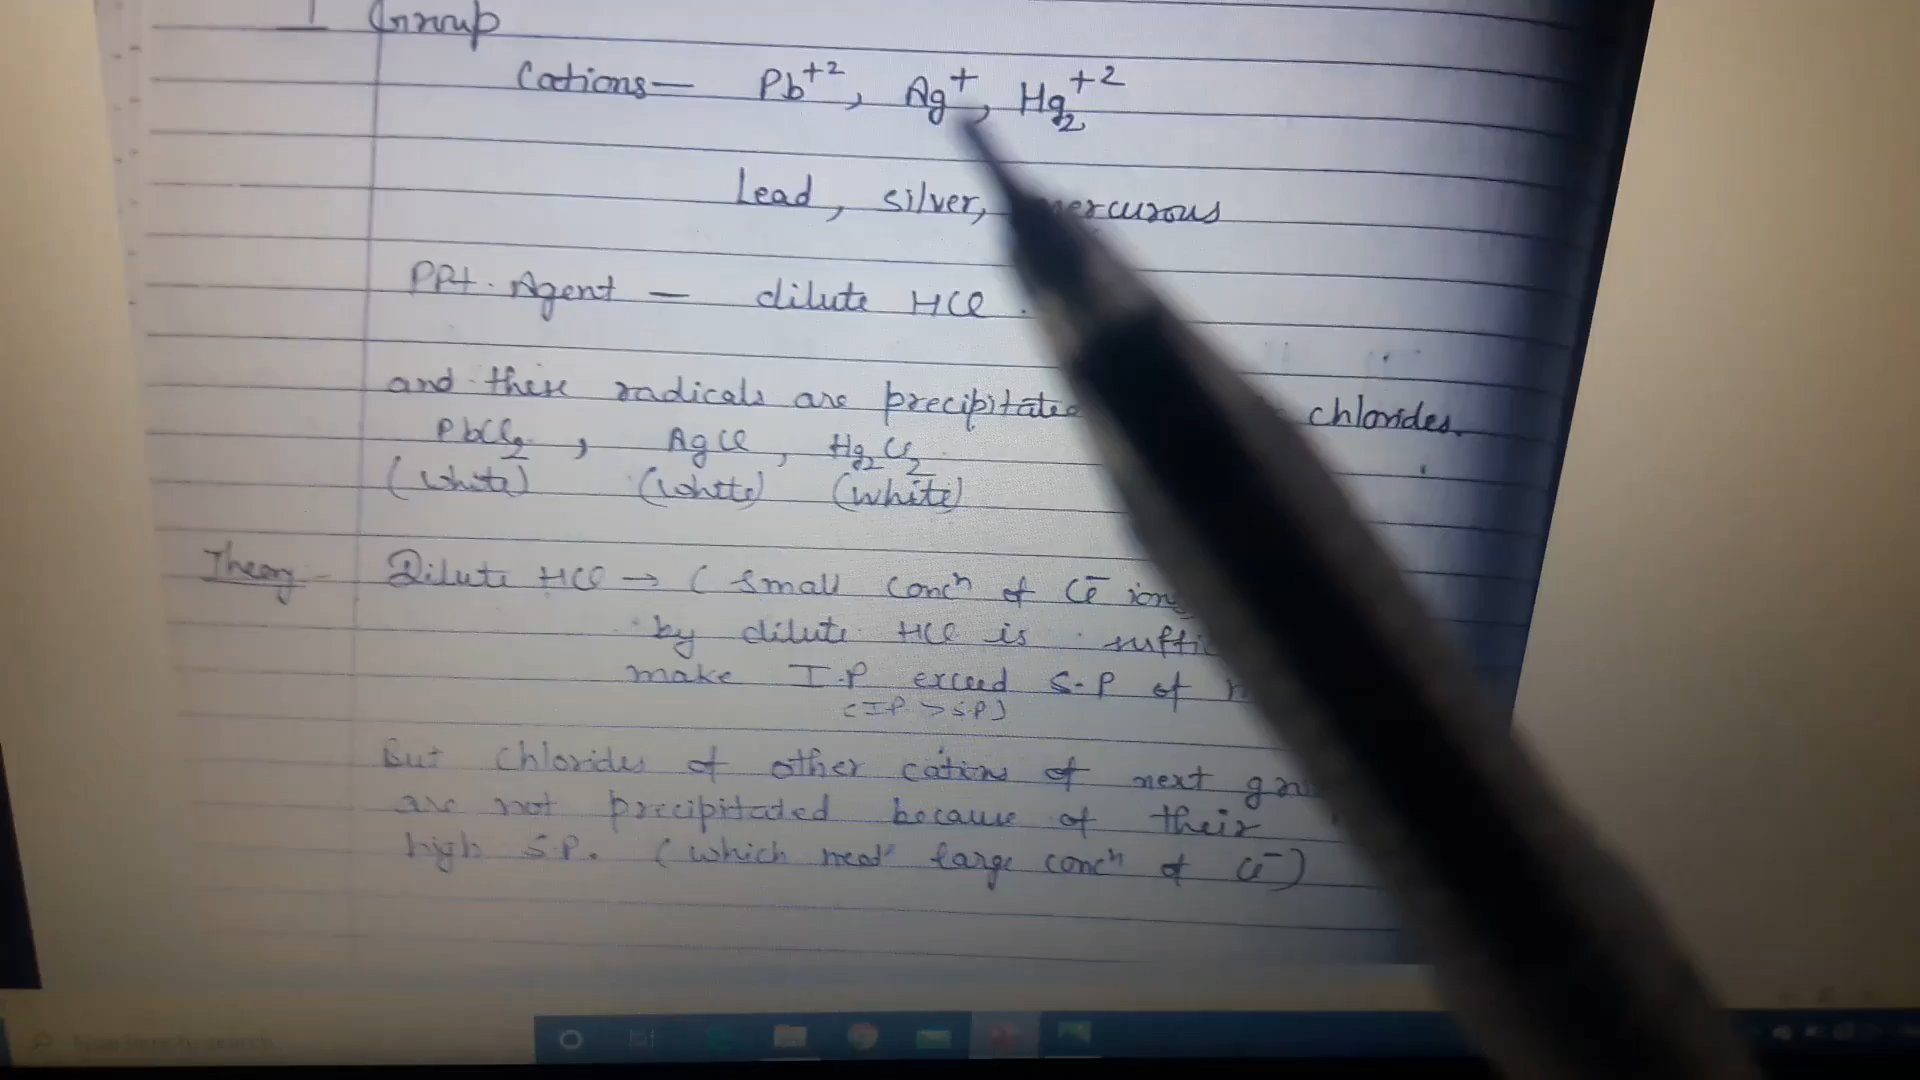 I Group
Cations— Pb+2, Ag+, Hg2+2
Lead, silver, mercurous
PPt. Agent — dilute HCl.
and these radicals are precipitated chlorides.
PbCl2, AgCl, Hg2Cl2
(white) (white) (white)
Theory - Dilute HCl → (small concn of Cl- ions
by dilute HCl is
make I.P exceed S.P of
(I.P. > S.P)
But chlorides of other cations of next
are not precipitated because of their
high S.P. (which need large concn of Cl-)